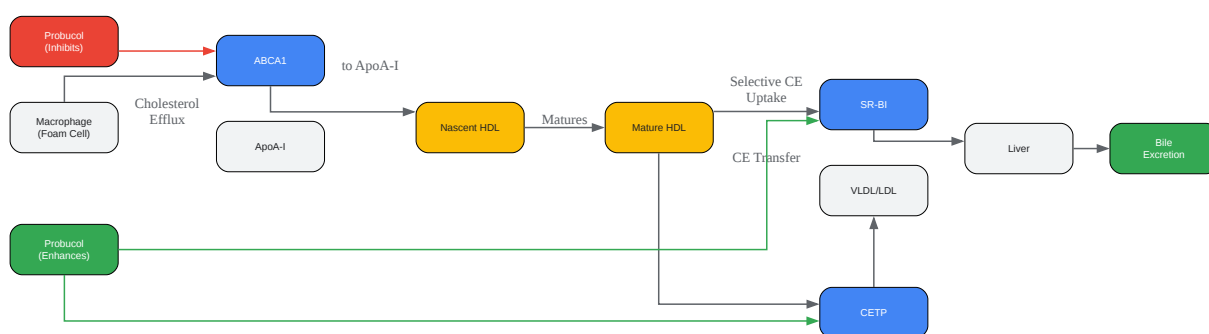 Probucol
(Inhibits)
ABCA1
to ApoA-I
Macrophage
(Foam Cell)
Cholesterol
Efflux
ApoA-I
Nascent HDL
Matures
Mature HDL
Selective CE
Uptake
SR-BI
CE Transfer
Liver
Bile
Excretion
VLDL/LDL
Probucol
(Enhances)
CETP